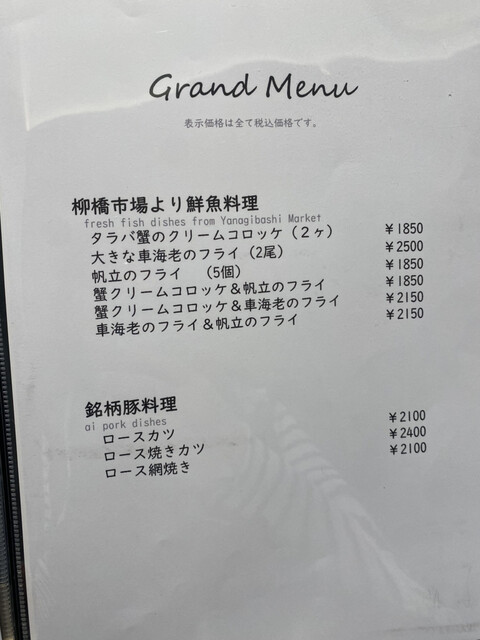 Grand Menu
表示価格は全て税込価格です。
柳橋市場より鮮魚料理
fresh fish dishes from Yanagibashi Market
タラバ蟹のクリームコロッケ（２ヶ） ￥1850
大きな車海老のフライ（2尾） ￥2500
帆立のフライ （5個） ￥1850
蟹クリームコロッケ＆帆立のフライ ￥1850
蟹クリームコロッケ＆車海老のフライ ￥2150
車海老のフライ＆帆立のフライ ￥2150
銘柄豚料理
ai pork dishes
ロースカツ ￥2100
ロース焼きカツ ￥2400
ロース網焼き ￥2100